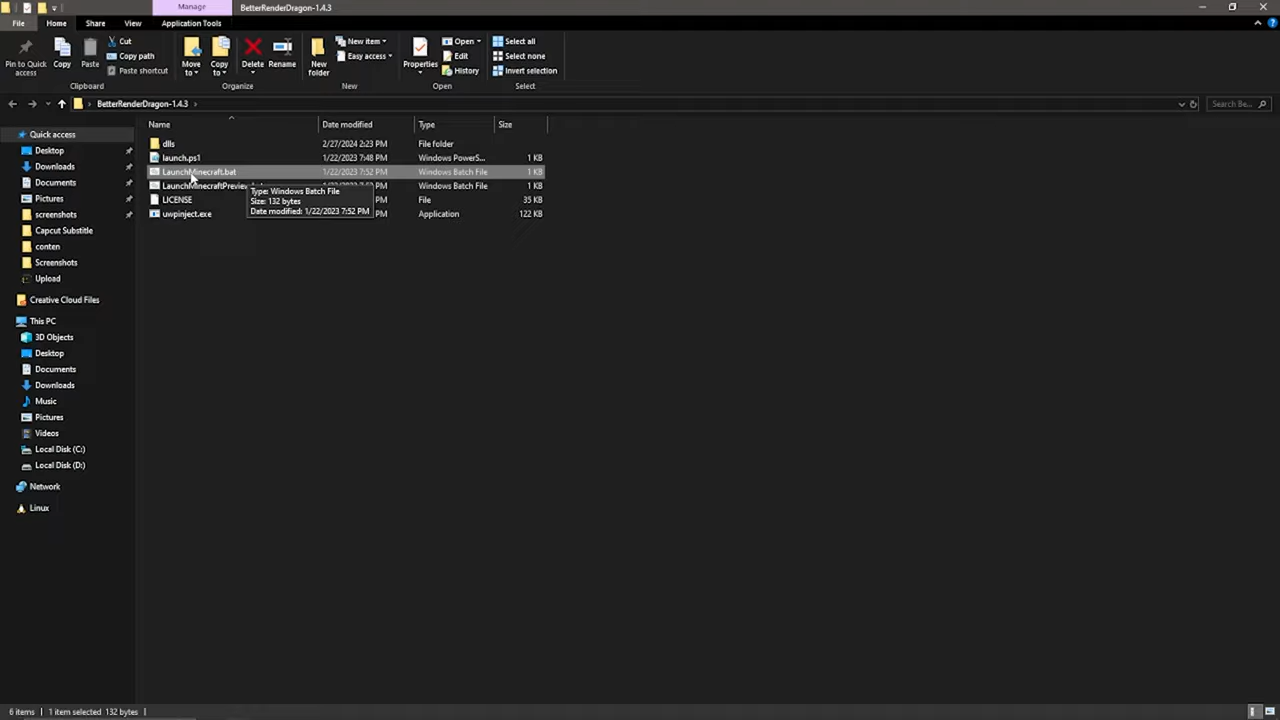 Manage
BetterRenderDragon-1.4.3
File
Home
Share
View
Application Tools
Pin to Quick access
Copy
Paste
Cut
Copy path
Paste shortcut
Clipboard
Move to
Copy to
Delete
Rename
Organize
New folder
New item
Easy access
New
Properties
Open
Edit
History
Open
Select all
Select none
Invert selection
Select
BetterRenderDragon-1.4.3
Search Be...
Name
Date modified
Type
Size
dlls
2/27/2024 2:23 PM
File folder
launch.ps1
1/22/2023 7:48 PM
Windows PowerS...
1 KB
LaunchMinecraft.bat
1/22/2023 7:52 PM
Windows Batch File
1 KB
LaunchMinecraftPreview
Windows Batch File
1 KB
LICENSE
PM
File
35 KB
uwpinject.exe
PM
Application
122 KB
Type: Windows Batch File
Size: 132 bytes
Date modified: 1/22/2023 7:52 PM
Quick access
Desktop
Downloads
Documents
Pictures
screenshots
Capcut Substitle
conten
Screenshots
Upload
Creative Cloud Files
This PC
3D Objects
Desktop
Documents
Downloads
Music
Pictures
Videos
Local Disk (C:)
Local Disk (D:)
Network
Linux
6 items
1 item selected 132 bytes